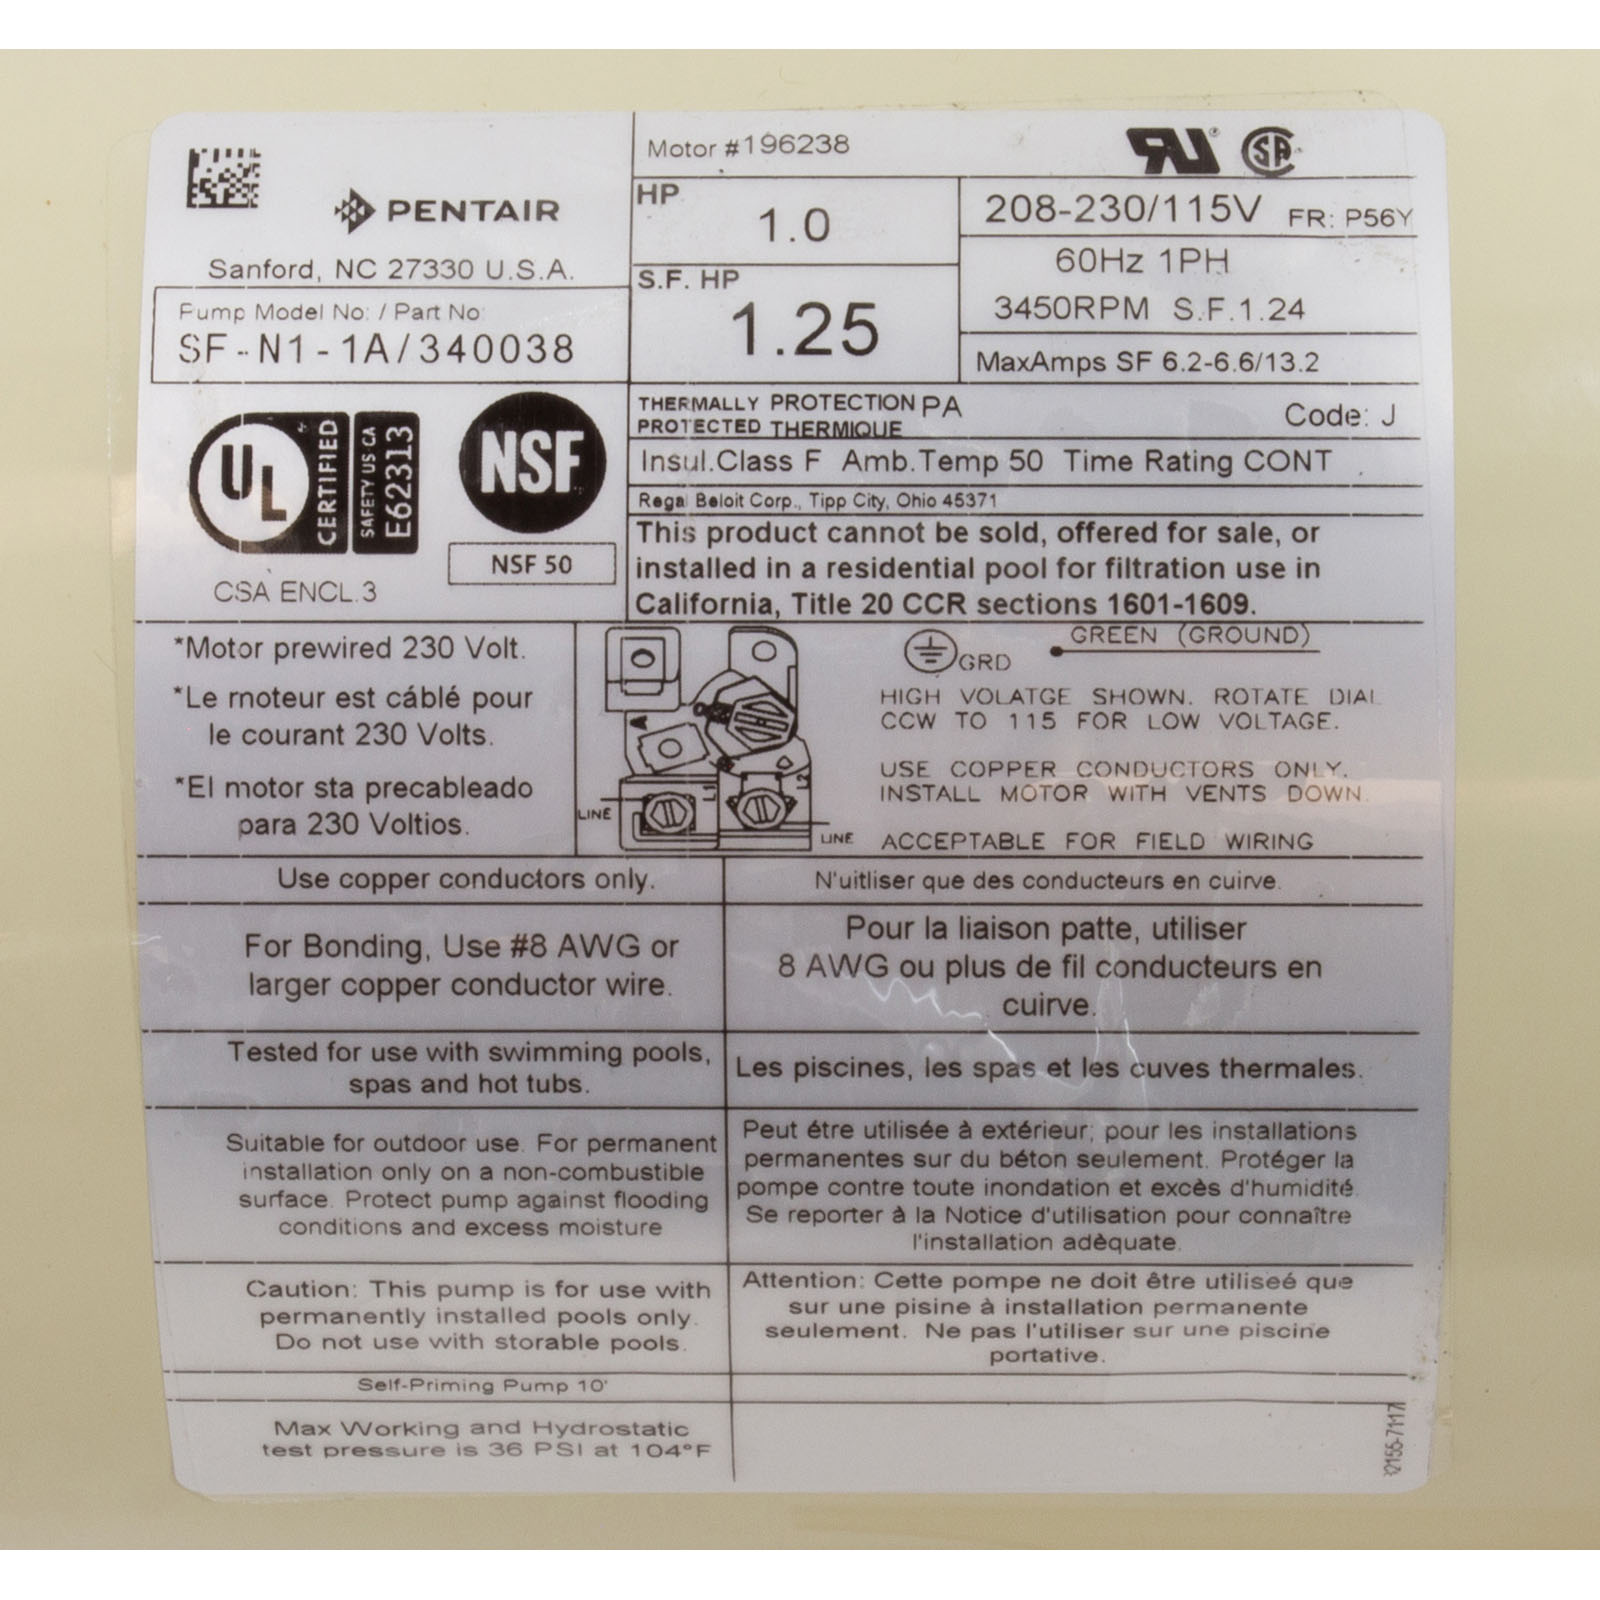 PENTAIR
Sanford, NC 27330 U.S.A.
Pump Model No: / Part No:
SF-N1-1A/340038
Motor #196238
HP
1.0
S.F. HP
1.25
208-230/115V FR: P56Y
60Hz 1PH
3450RPM S.F.1.24
MaxAmps SF 6.2-6.6/13.2
THERMALLY PROTECTION PA
PROTECTED THERMIQUE
Code: J
Insul.Class F Amb.Temp 50 Time Rating CONT
Regal Beloit Corp., Tipp City, Ohio 45371
This product cannot be sold, offered for sale, or
installed in a residential pool for filtration use in
California, Title 20 CCR sections 1601-1609.
UL
CERTIFIED
SAFETY US CA
E62313
NSF
NSF 50
CSA ENCL.3
*Motor prewired 230 Volt.
*Le moteur est cáblé pour
le courant 230 Volts.
*El motor sta precableado
para 230 Voltios.
A
L1
L2
LINE
LINE
GRD
GREEN (GROUND)
HIGH VOLATGE SHOWN. ROTATE DIAL
CCW TO 115 FOR LOW VOLTAGE.
USE COPPER CONDUCTORS ONLY.
INSTALL MOTOR WITH VENTS DOWN.
ACCEPTABLE FOR FIELD WIRING
Use copper conductors only.
N'uitliser que des conducteurs en cuirve.
For Bonding, Use #8 AWG or
larger copper conductor wire.
Pour la liaison patte, utiliser
8 AWG ou plus de fil conducteurs en
cuirve.
Tested for use with swimming pools,
spas and hot tubs.
Les piscines, les spas et les cuves thermales.
Suitable for outdoor use. For permanent
installation only on a non-combustible
surface. Protect pump against flooding
conditions and excess moisture
Peut étre utilisée à extérieur; pour les installations
permanentes sur du béton seulement. Protéger la
pompe contre toute inondation et excès d'humidité.
Se reporter à la Notice d'utilisation pour connaître
l'installation adèquate.
Caution: This pump is for use with
permanently installed pools only.
Do not use with storable pools.
Attention: Cette pompe ne doit être utiliseé que
sur une pisine à installation permanente
seulement. Ne pas l'utiliser sur une piscine
portative.
Self-Priming Pump 10'
Max Working and Hydrostatic
test pressure is 36 PSI at 104°F